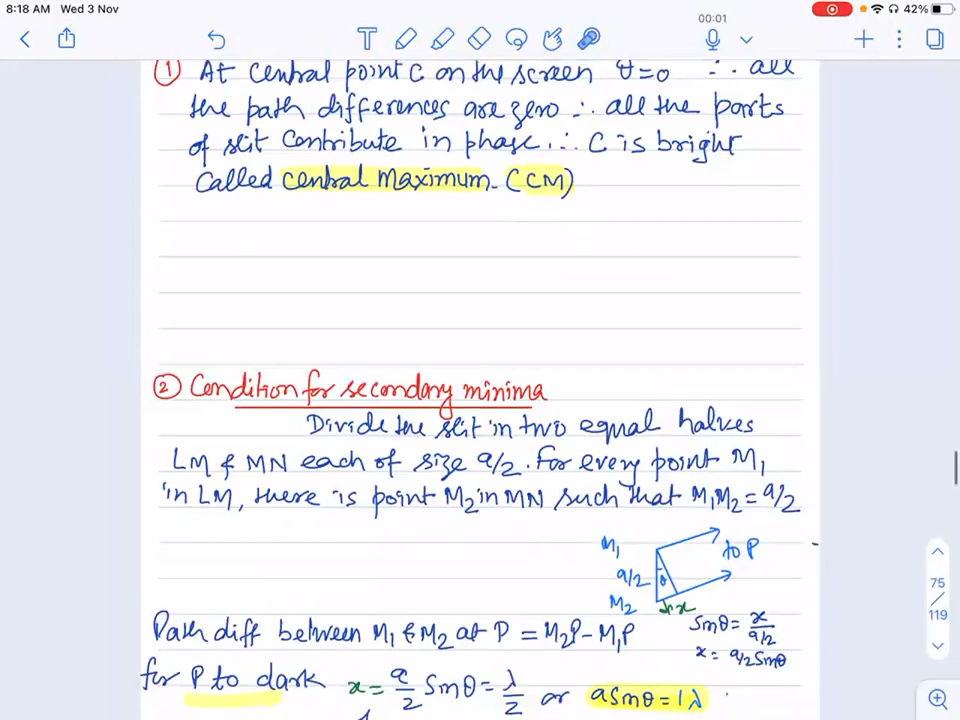 8:18 AM Wed 3 Nov
42%
00:01
① At central point C on the screen θ=0 ∴ all
the path differences are zero ∴ all the parts
of slit contribute in phase ∴ C is bright
called central maximum. (CM)
② Condition for secondary minima
Divide the slit in two equal halves
LM & MN each of size a/2. For every point M₁
in LM, there is point M₂ in MN such that M₁M₂ = a/2
M₁
to P
a/2
θ
M₂
x
Path diff between M₁ & M₂ at P = M₂P - M₁P
Sinθ = x/(a/2)
x = a/2 Sinθ
for P to dark x = a/2 Sinθ = λ/2 or a Sinθ = 1λ
75
/
119